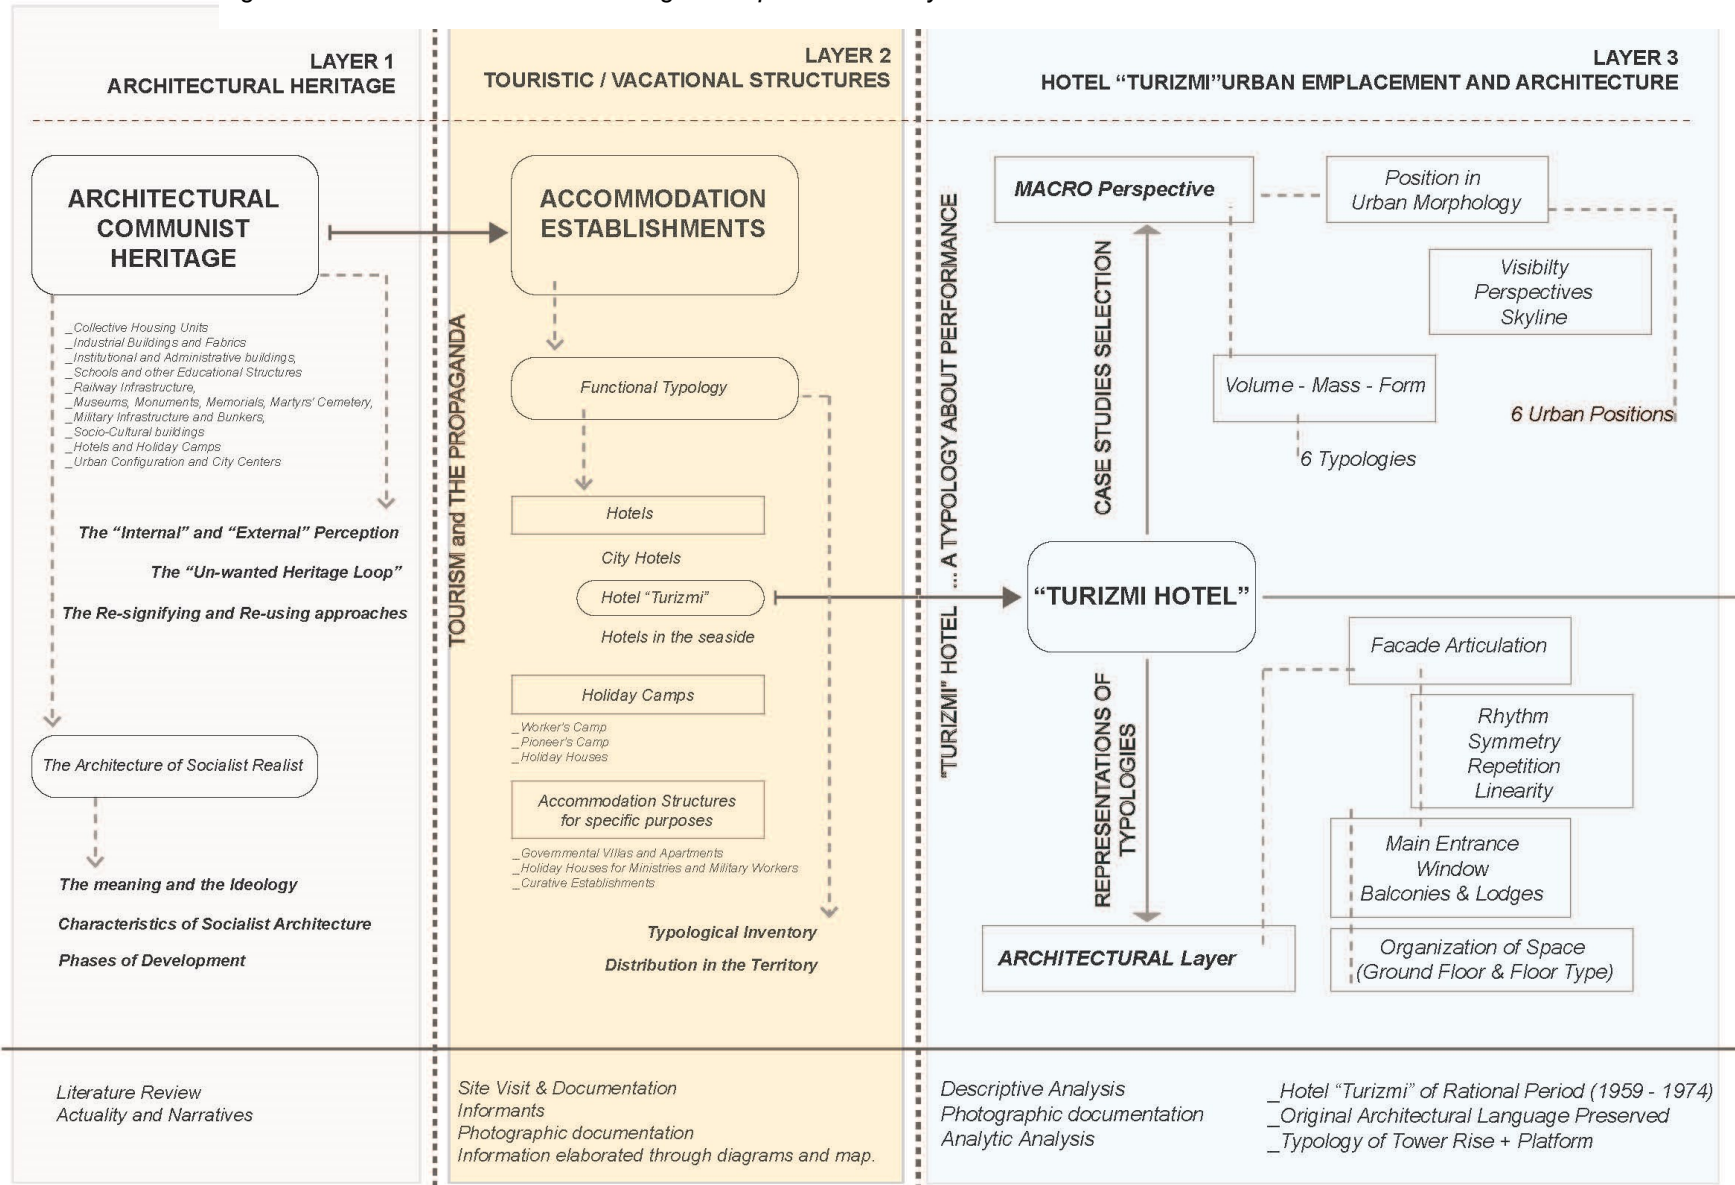 LAYER 1
ARCHITECTURAL HERITAGE
ARCHITECTURAL
COMMUNIST
HERITAGE
_Collective Housing Units
_Industrial Buildings and Fabrics
_Institutional and Administrative buildings,
_Schools and other Educational Structures
_Railway Infrastructure,
_Museums, Monuments, Memorials, Martyrs' Cemetery,
_Military Infrastructure and Bunkers,
_Socio-Cultural buildings
_Hotels and Holiday Camps
_Urban Configuration and City Centers
The “Internal” and “External” Perception
The “Un-wanted Heritage Loop”
The Re-signifying and Re-using approaches
The Architecture of Socialist Realist
The meaning and the Ideology
Characteristics of Socialist Architecture
Phases of Development
Literature Review
Actuality and Narratives
TOURISM and THE PROPAGANDA
LAYER 2
TOURISTIC / VACATIONAL STRUCTURES
ACCOMMODATION
ESTABLISHMENTS
Functional Typology
Hotels
City Hotels
Hotel “Turizmi”
Hotels in the seaside
Holiday Camps
_Worker's Camp
_Pioneer's Camp
_Holiday Houses
Accommodation Structures
for specific purposes
_Governmental Villas and Apartments
_Holiday Houses for Ministries and Military Workers
_Curative Establishments
Typological Inventory
Distribution in the Territory
Site Visit & Documentation
Informants
Photographic documentation
Information elaborated through diagrams and map.
"TURIZMI" HOTEL ... A TYPOLOGY ABOUT PERFORMANCE
LAYER 3
HOTEL “TURIZMI”URBAN EMPLACEMENT AND ARCHITECTURE
MACRO Perspective
Position in
Urban Morphology
Visibilty
Perspectives
Skyline
Volume - Mass - Form
6 Urban Positions
6 Typologies
CASE STUDIES SELECTION
“TURIZMI HOTEL”
REPRESENTATIONS OF
TYPOLOGIES
Facade Articulation
Rhythm
Symmetry
Repetition
Linearity
Main Entrance
Window
Balconies & Lodges
ARCHITECTURAL Layer
Organization of Space
(Ground Floor & Floor Type)
Descriptive Analysis
Photographic documentation
Analytic Analysis
_Hotel “Turizmi” of Rational Period (1959 - 1974)
_Original Architectural Language Preserved
_Typology of Tower Rise + Platform